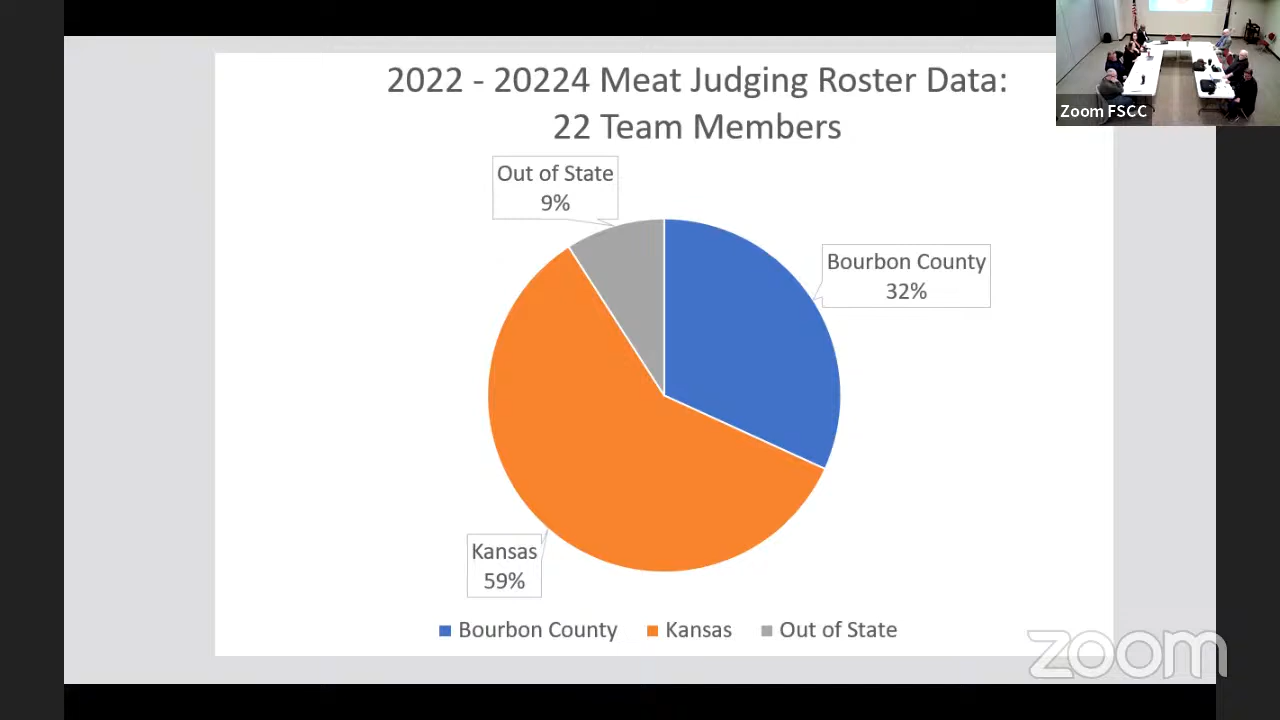 2022 - 20224 Meat Judging Roster Data:
22 Team Members
Zoom FSCC
Out of State
9%
Bourbon County
32%
Kansas
59%
Bourbon County
Kansas
Out of State
zoom